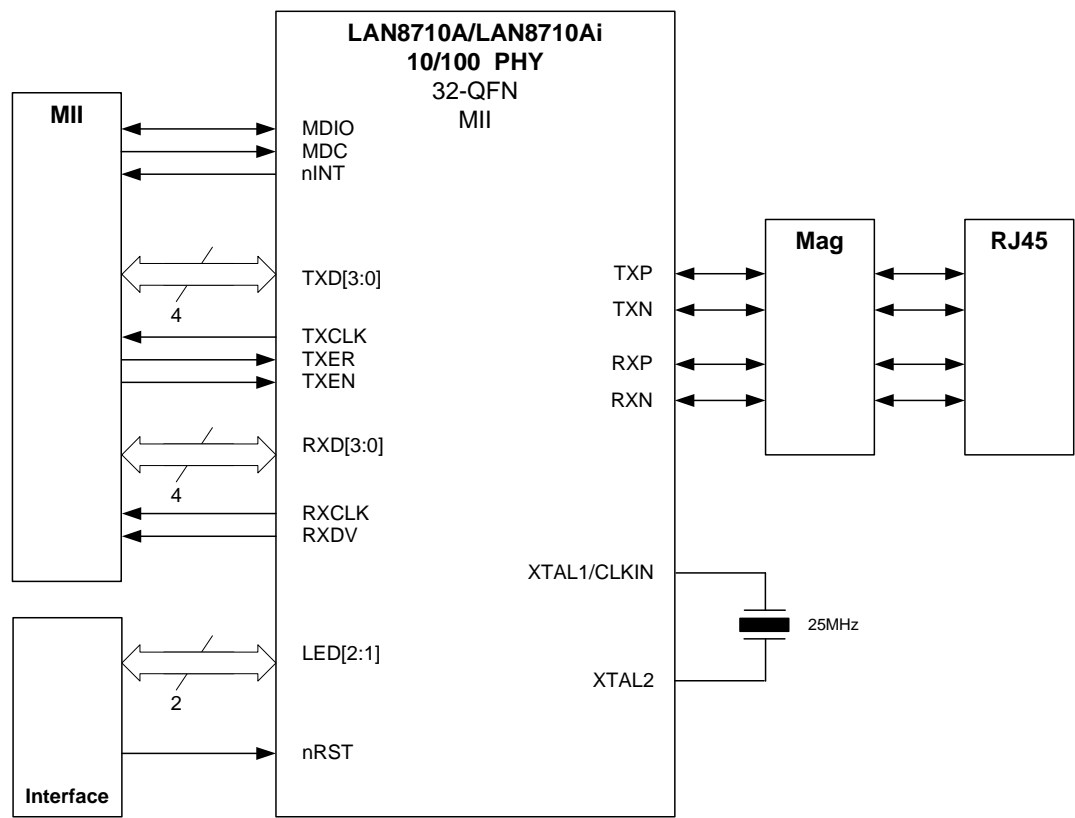 LAN8710A/LAN8710Ai
10/100 PHY
32-QFN
MII
MII
MDIO
MDC
nINT
TXD[3:0]
4
TXCLK
TXER
TXEN
RXD[3:0]
4
RXCLK
RXDV
Mag
RJ45
TXP
TXN
RXP
RXN
XTAL1/CLKIN
25MHz
XTAL2
LED[2:1]
2
nRST
Interface